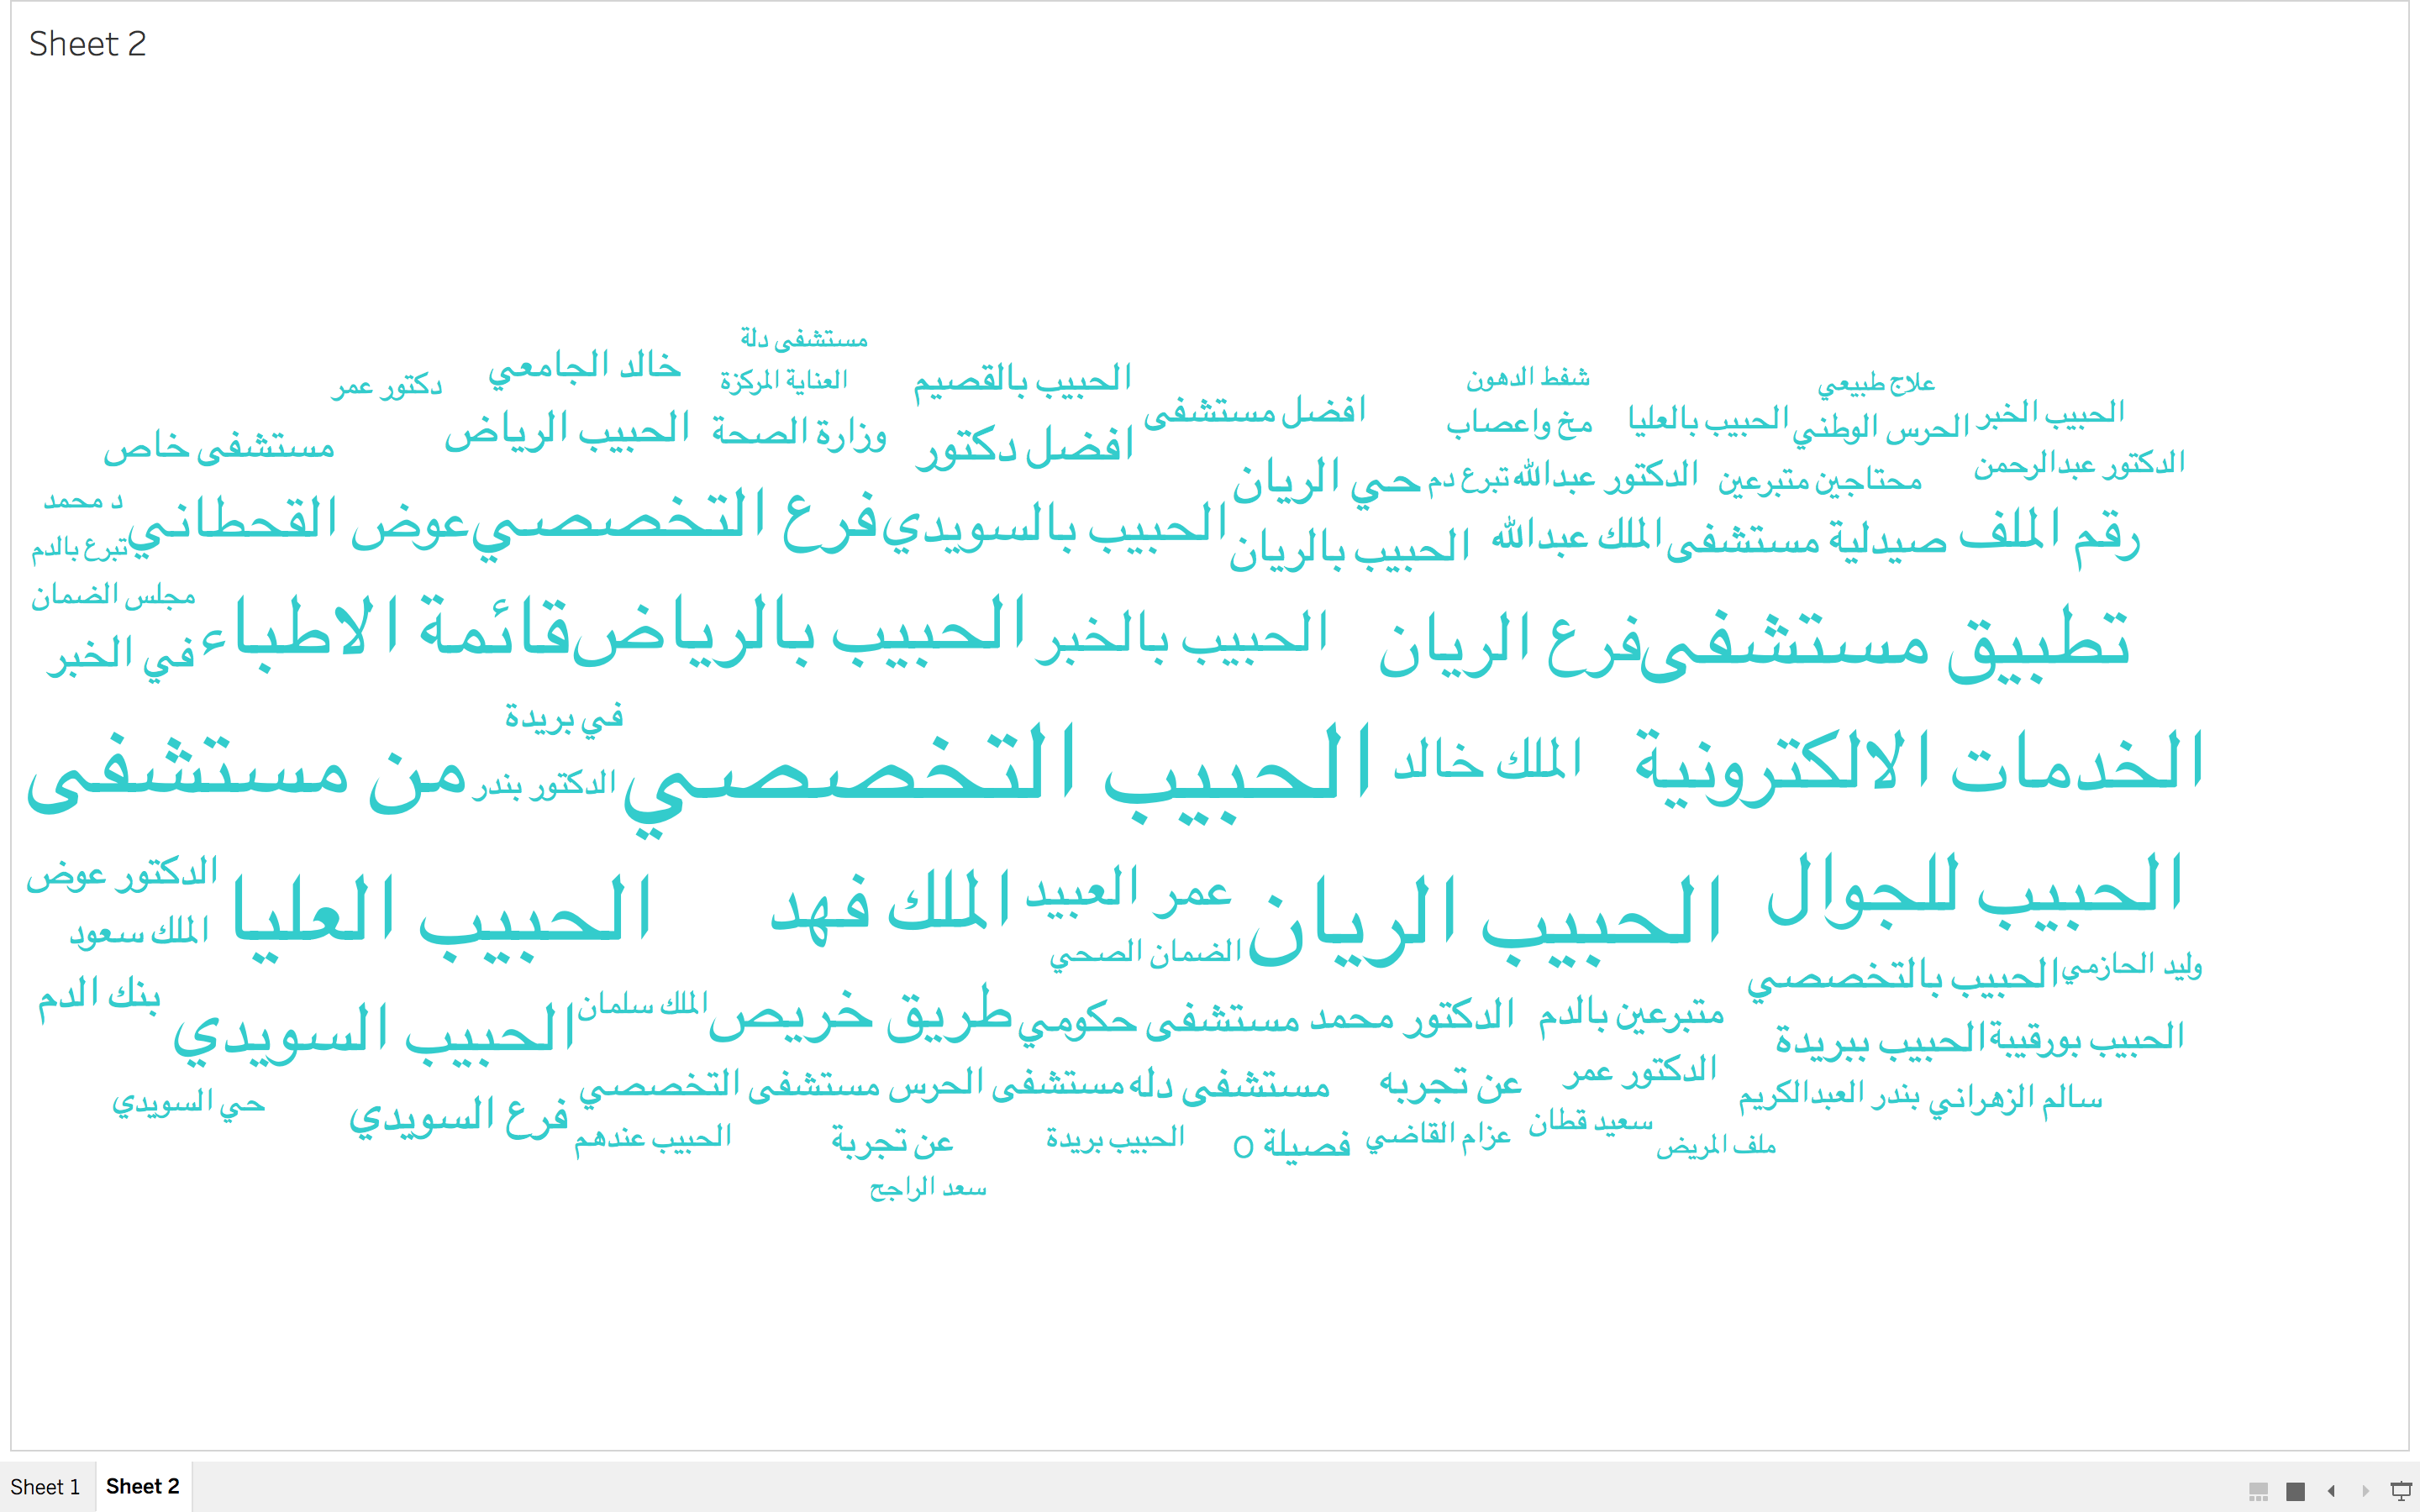 Sheet 2
مستشفى دلة
خالد الجامعي
دكتور عمر
العناية المركزة
الحبيب بالقصيم
شفط الدهون
علاج طبيعي
الحبيب الخبر
الحرس الوطني
الحبيب بالعليا
مخ واعصاب
افضل مستشفى
افضل دكتور
وزارة الصحة
الحبيب الرياض
مستشفى خاص
الدكتور عبدالرحمن
محتاجين متبرعين
الدكتور عبدالله
تبرع دم
حي الريان
د محمد
رقم الملف
صيدلية مستشفى
الملك عبدالله
الحبيب بالريان
الحبيب بالسويدي
فرع التخصصي
عوض القحطاني
تبرع بالدم
مجلس الضمان
تطبيق مستشفى
فرع الريان
الحبيب بالخبر
الحبيب بالرياض
قائمة الاطباء
في الخبر
في بريدة
الخدمات الالكترونية
الملك خالد
الحبيب التخصصي
الدكتور بندر
من مستشفى
الحبيب للجوال
الحبيب الريان
عمر العبيد
الملك فهد
الحبيب العليا
الدكتور عوض
الملك سعود
الضمان الصحي
وليد الحازمي
الحبيب بالتخصصي
متبرعين بالدم
الدكتور محمد
مستشفى حكومي
طريق خريص
الملك سلمان
الحبيب السويدي
بنك الدم
الحبيب بورقيبة
الحبيب ببريدة
الدكتور عمر
عن تجربه
مستشفى دله
مستشفى الحرس
مستشفى التخصصي
سالم الزهراني
بندر العبدالكريم
حي السويدي
فرع السويدي
سعيد قطان
ملف المريض
عزام القاضي
فصيلة O
الحبيب بريدة
عن تجربة
الحبيب عندهم
سعد الراجح
Sheet 1
Sheet 2